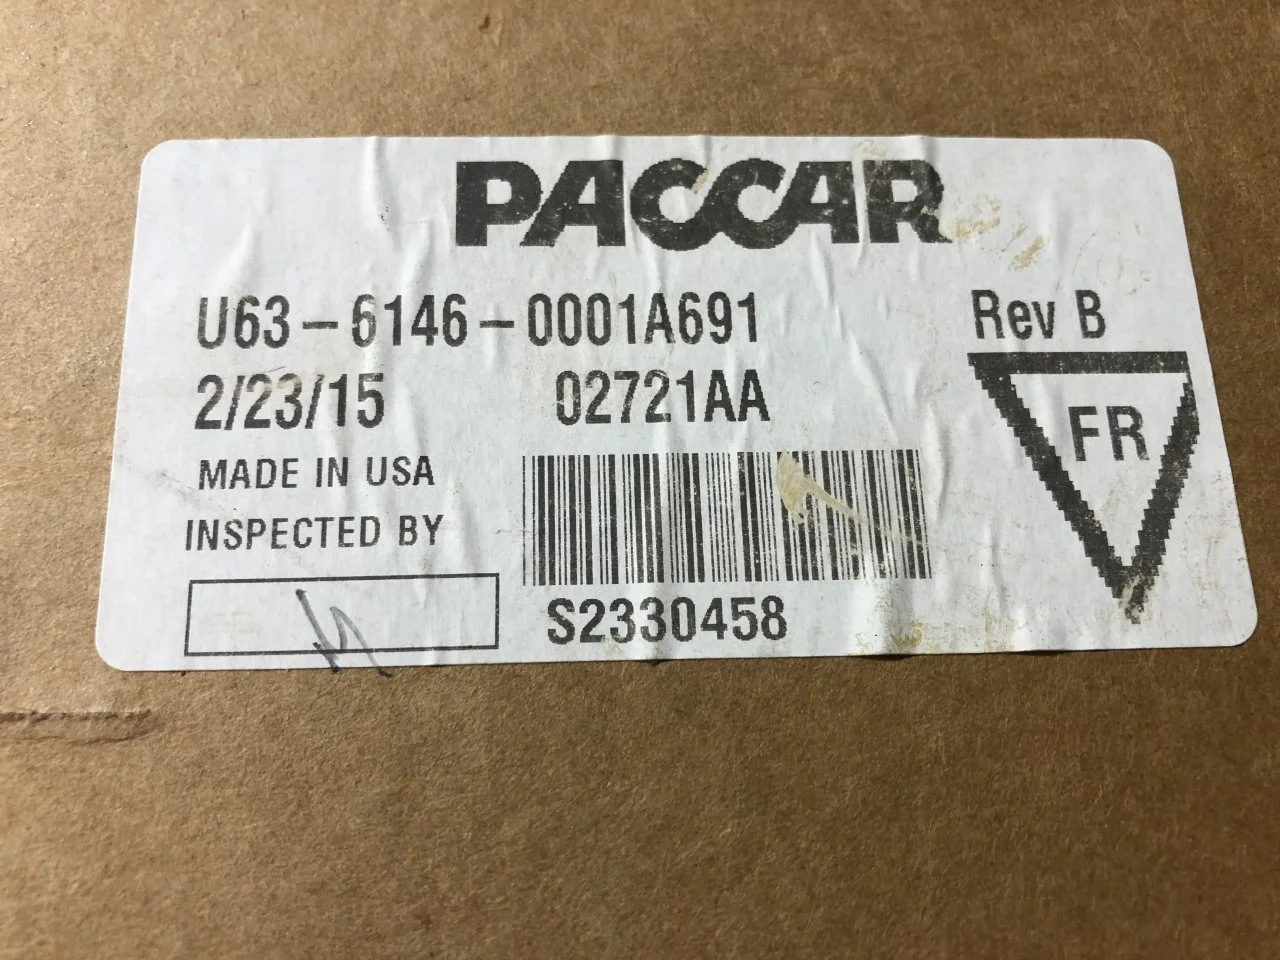 PACCAR
U63-6146-0001A691 Rev B
2/23/15 02721AA
FR
MADE IN USA
INSPECTED BY
S2330458